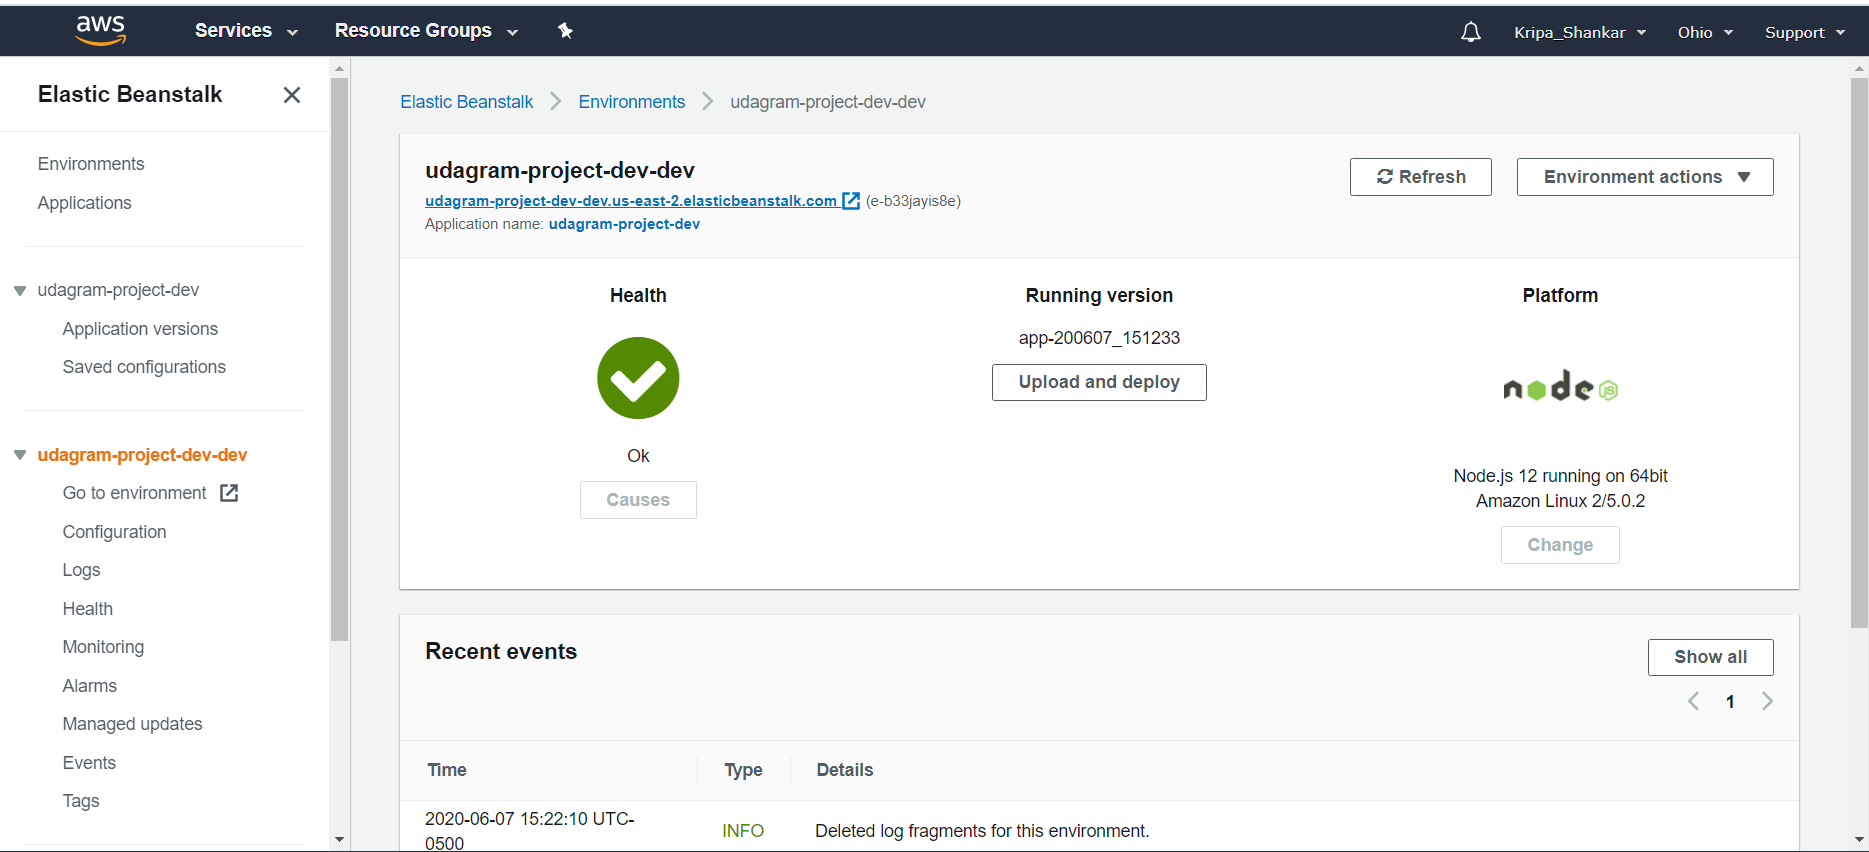 aws
Services
Resource Groups
Kripa_Shankar
Ohio
Support
Elastic Beanstalk
Environments
Applications
udagram-project-dev
Application versions
Saved configurations
udagram-project-dev-dev
Go to environment
Configuration
Logs
Health
Monitoring
Alarms
Managed updates
Events
Tags
Elastic Beanstalk
Environments
udagram-project-dev-dev
udagram-project-dev-dev
Refresh
Environment actions
udagram-project-dev-dev.us-east-2.elasticbeanstalk.com (e-b33jayis8e)
Application name: udagram-project-dev
Health
Ok
Causes
Running version
app-200607_151233
Upload and deploy
Platform
node JS
Node.js 12 running on 64bit
Amazon Linux 2/5.0.2
Change
Recent events
Show all
1
Time
Type
Details
2020-06-07 15:22:10 UTC-
0500
INFO
Deleted log fragments for this environment.